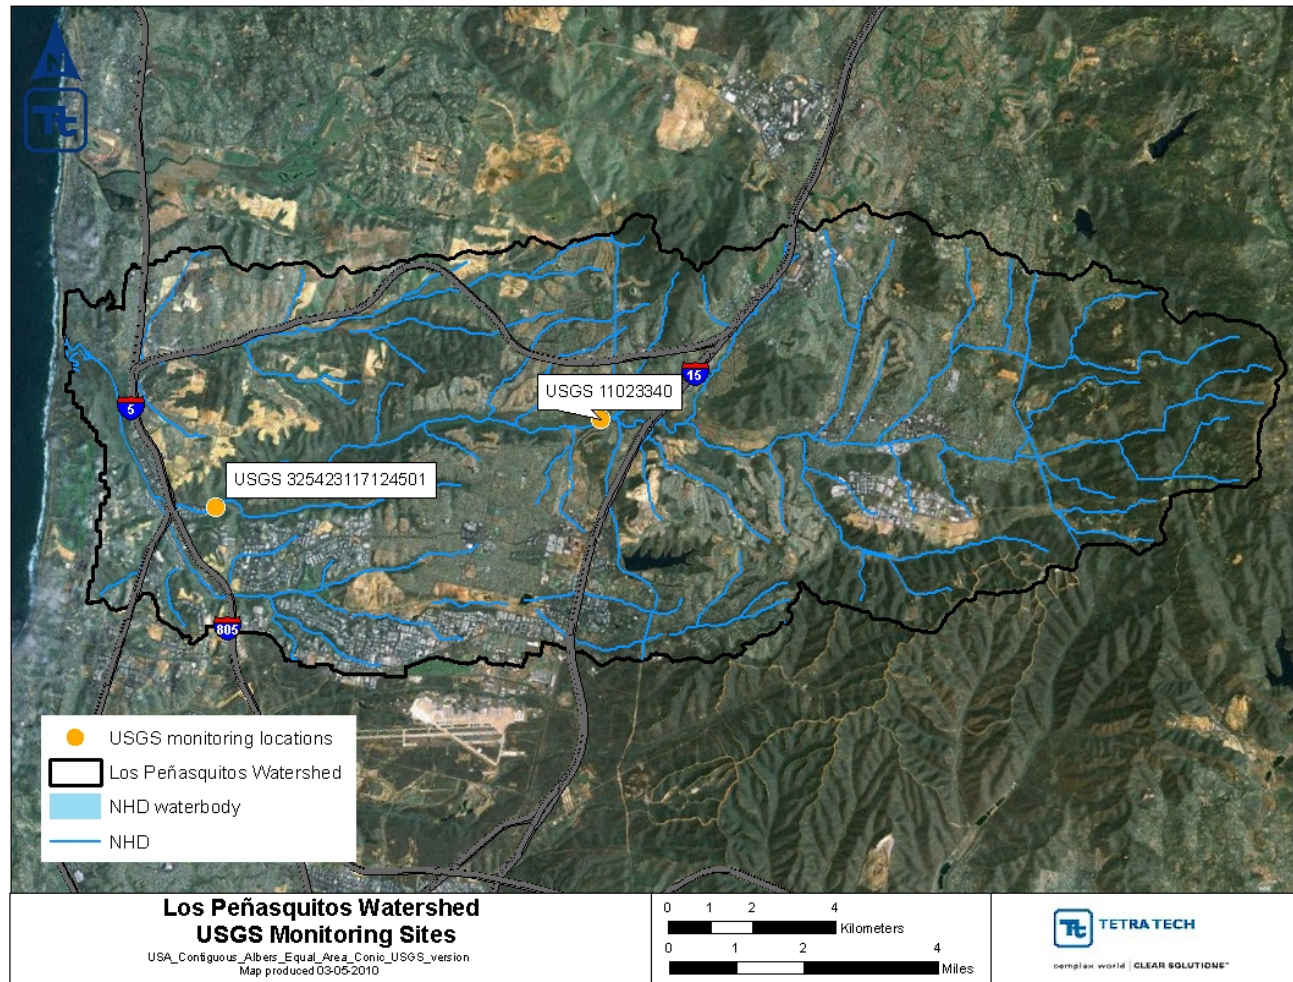 N
Tt
USGS 11023340
15
5
USGS 325423117124501
805
USGS monitoring locations
Los Peñasquitos Watershed
NHD waterbody
NHD
Los Peñasquitos Watershed
USGS Monitoring Sites
USA_Contiguous_Albers_Equal_Area_Conic_USGS_version
Map produced 03-05-2010
0 1 2 4
Kilometers
0 1 2 4
Miles
Tt TETRA TECH
complex world | CLEAR SOLUTIONS™